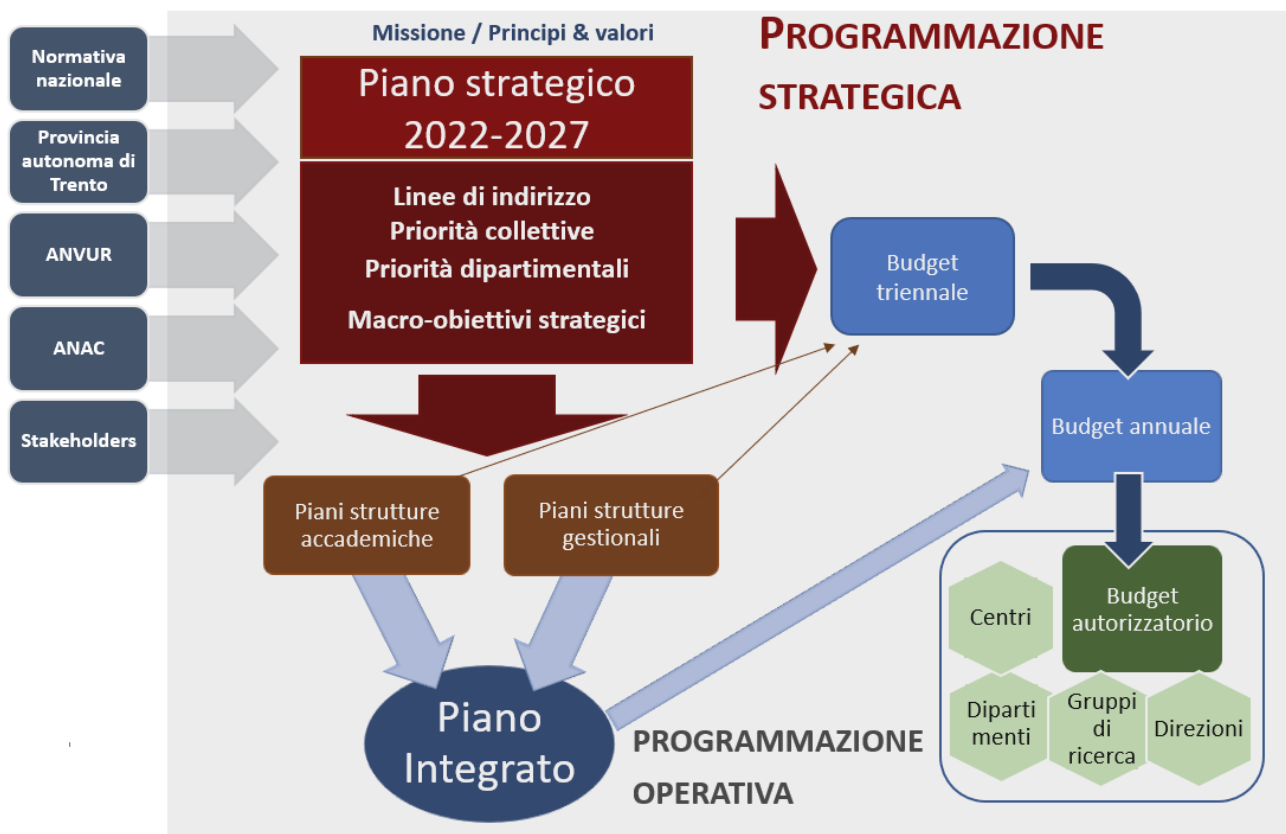 Normativa
nazionale
Provincia
autonoma di
Trento
ANVUR
ANAC
Stakeholders
Missione / Principi & valori
Piano strategico
2022-2027
Linee di indirizzo
Priorità collettive
Priorità dipartimentali
Macro-obiettivi strategici
PROGRAMMAZIONE
STRATEGICA
Budget
triennale
Budget annuale
Piani strutture
accademiche
Piani strutture
gestionali
Piano
Integrato
PROGRAMMAZIONE
OPERATIVA
Budget
autorizzatorio
Centri
Diparti
menti
Gruppi
di
ricerca
Direzioni